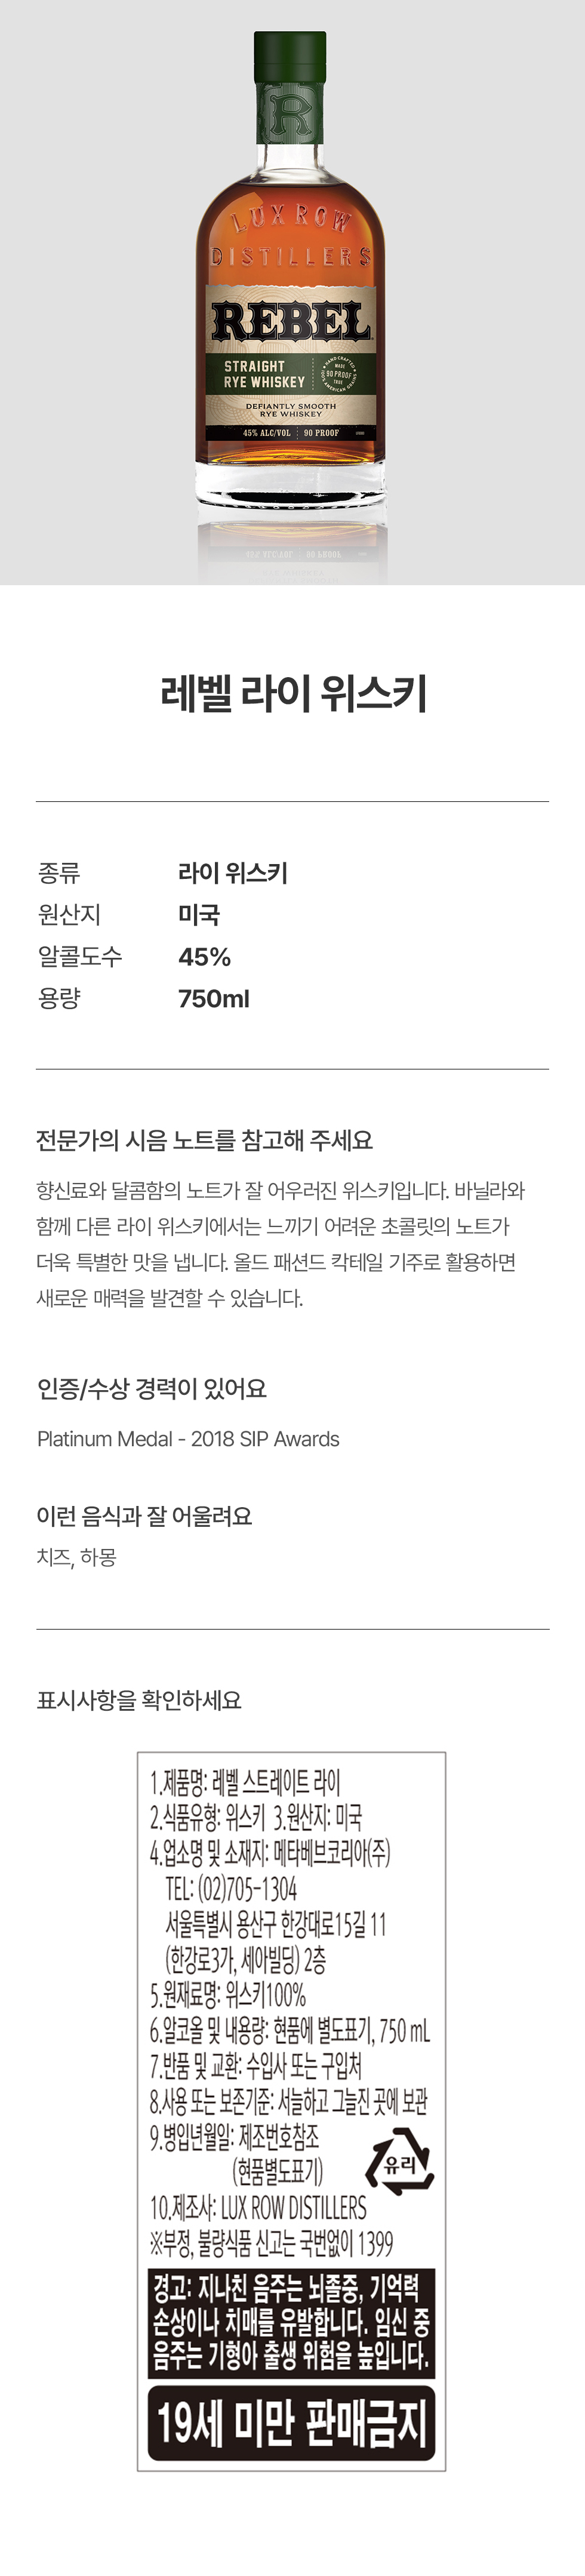 R
LUX ROW
DISTILLERS
REBEL
STRAIGHT
RYE WHISKEY
HAND-CRAFTED
MADE
90 PROOF
TRUE
AMERICAN GRAINS
DEFIANTLY SMOOTH
RYE WHISKEY
45% ALC/VOL 90 PROOF
레벨 라이 위스키
종류 라이 위스키
원산지 미국
알콜도수 45%
용량 750ml
전문가의 시음 노트를 참고해 주세요
향신료와 달콤함의 노트가 잘 어우러진 위스키입니다. 바닐라와
함께 다른 라이 위스키에서는 느끼기 어려운 초콜릿의 노트가
더욱 특별한 맛을 냅니다. 올드 패션드 칵테일 기주로 활용하면
새로운 매력을 발견할 수 있습니다.
인증/수상 경력이 있어요
Platinum Medal - 2018 SIP Awards
이런 음식과 잘 어울려요
치즈, 하몽
표시사항을 확인하세요
1.제품명: 레벨 스트레이트 라이
2.식품유형: 위스키 3.원산지: 미국
4.업소명 및 소재지: 메타베브코리아(주)
TEL: (02)705-1304
서울특별시 용산구 한강대로15길 11
(한강로3가, 세아빌딩) 2층
5.원재료명: 위스키100%
6.알코올 및 내용량: 현품에 별도표기, 750 mL
7.반품 및 교환: 수입사 또는 구입처
8.사용 또는 보존기준: 서늘하고 그늘진 곳에 보관
9.병입년월일: 제조번호참조
(현품별도표기)
유리
10.제조사: LUX ROW DISTILLERS
※부정, 불량식품 신고는 국번없이 1399
경고: 지나친 음주는 뇌졸중, 기억력
손상이나 치매를 유발합니다. 임신 중
음주는 기형아 출생 위험을 높입니다.
19세 미만 판매금지